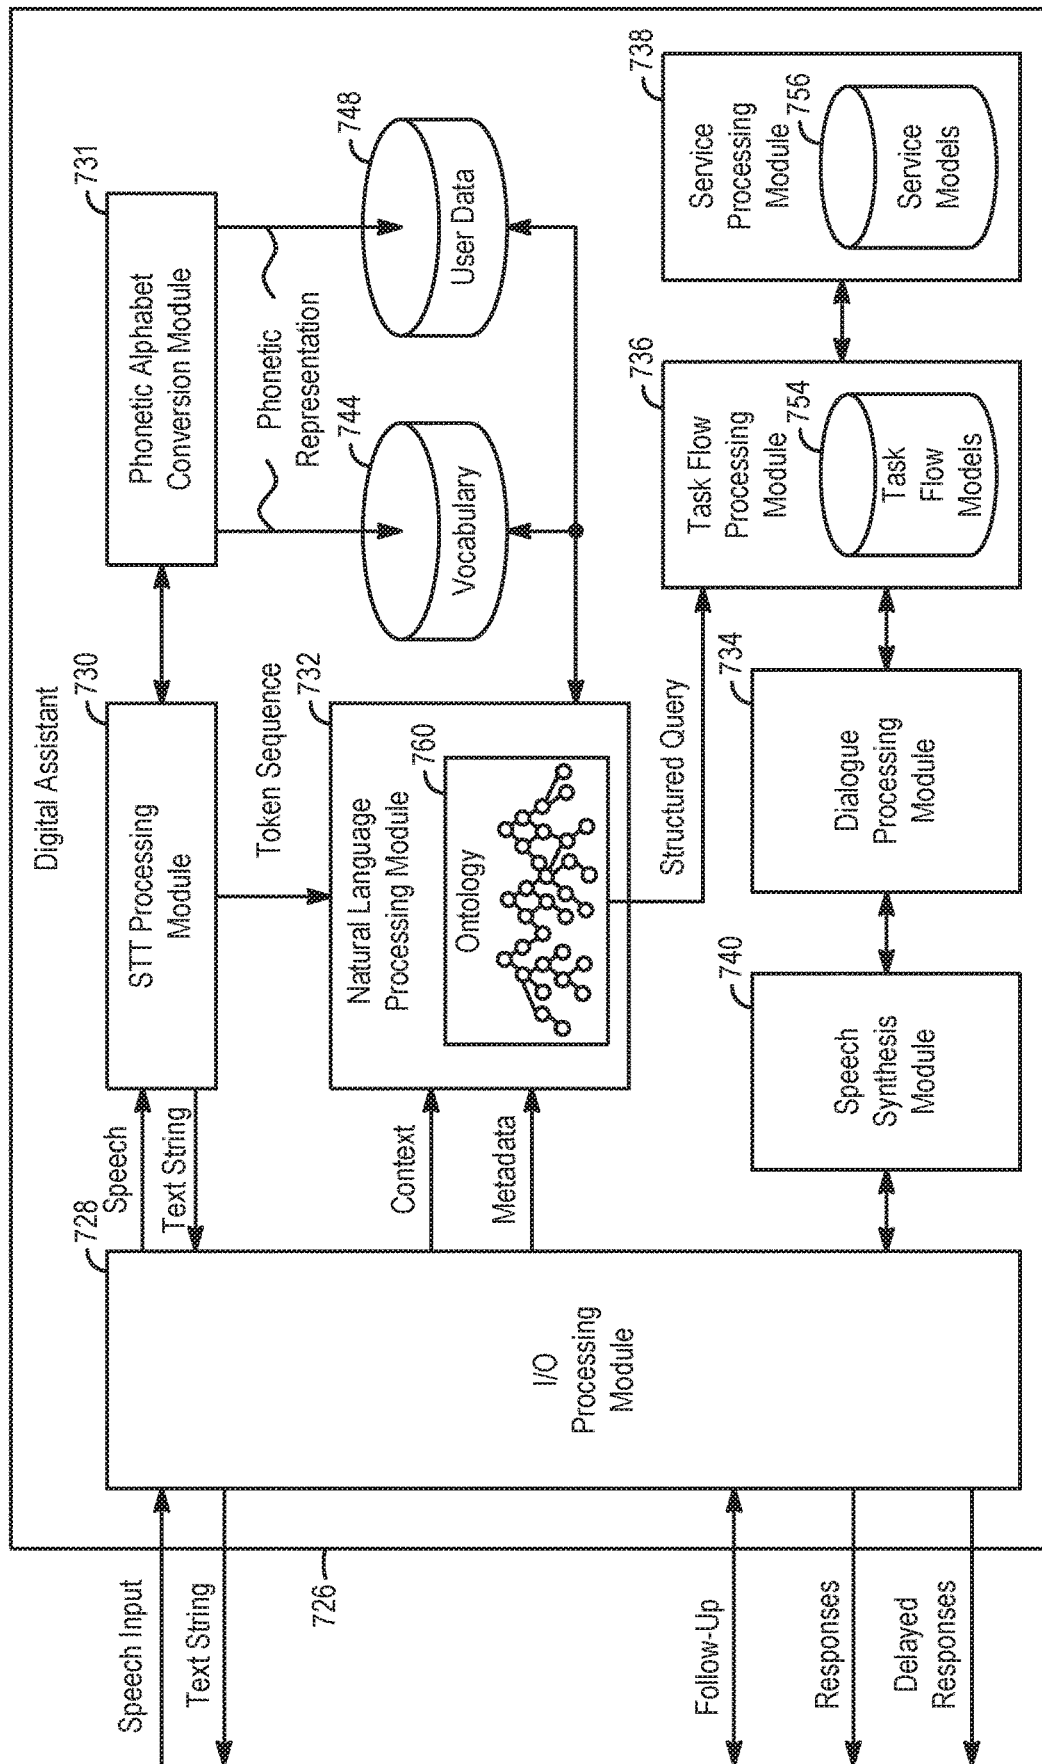 Digital Assistant
Speech Input
Text String
726
Follow-Up
Responses
Delayed
Responses
728
I/O
Processing
Module
Speech
Text String
Context
Metadata
730
STT Processing
Module
Token Sequence
732
Natural Language
Processing Module
760
Ontology
Structured Query
731
Phonetic Alphabet
Conversion Module
Phonetic
Representation
744
Vocabulary
748
User Data
740
Speech
Synthesis
Module
734
Dialogue
Processing
Module
736
Task Flow
Processing
Module
754
Task
Flow
Models
738
Service
Processing
Module
756
Service
Models